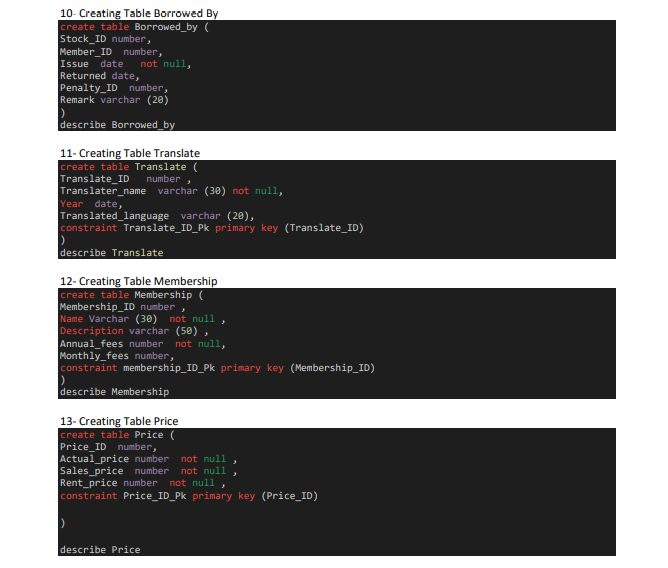 10- Creating Table Borrowed By
create table Borrowed_by (
Stock_ID number,
Member_ID  number,
Issue  date   not null,
Returned date,
Penalty_ID  number,
Remark varchar (20)
)
describe Borrowed_by
11- Creating Table Translate
create table Translate (
Translate_ID   number ,
Translater_name  varchar (30) not null,
Year  date,
Translated_language  varchar (20),
constraint Translate_ID_Pk primary key (Translate_ID)
)
describe Translate
12- Creating Table Membership
create table Membership (
Membership_ID number ,
Name Varchar (30)  not null ,
Description varchar (50) ,
Annual_fees number  not null,
Monthly_fees number,
constraint membership_ID_Pk primary key (Membership_ID)
)
describe Membership
13- Creating Table Price
create table Price (
Price_ID  number,
Actual_price number  not null ,
Sales_price  number  not null ,
Rent_price number  not null ,
constraint Price_ID_Pk primary key (Price_ID)
)
describe Price